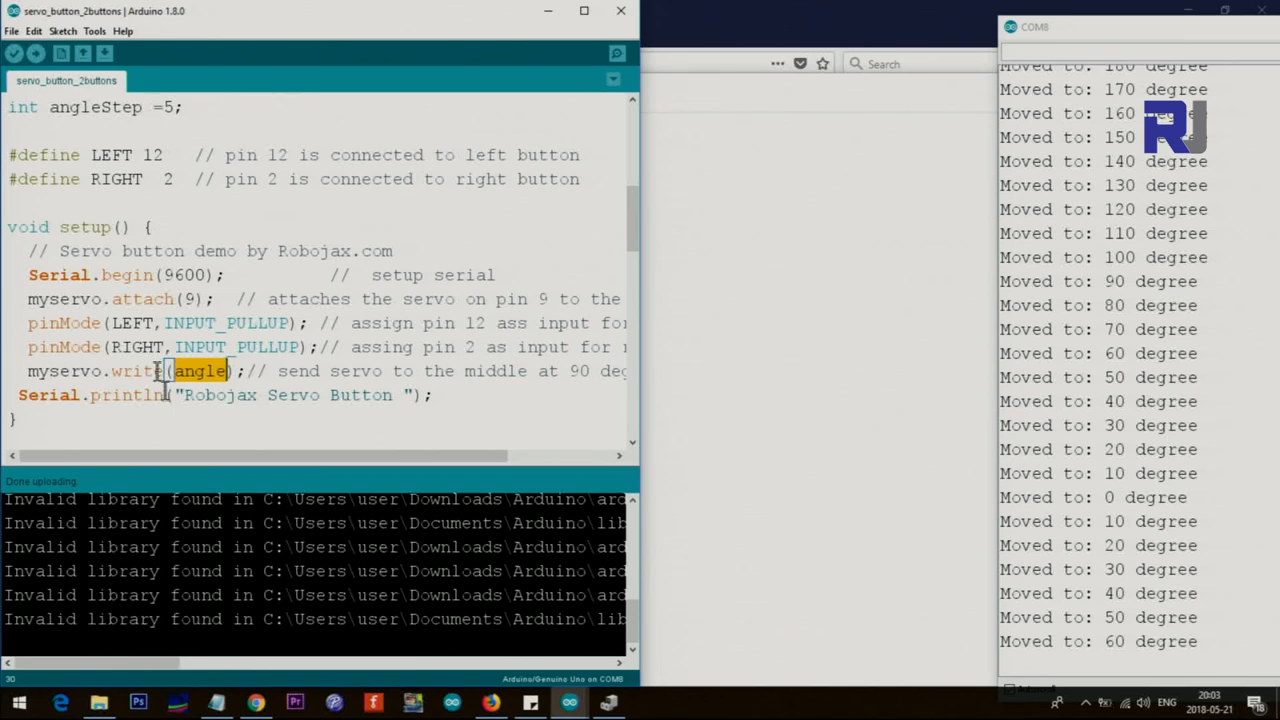 servo_button_2buttons | Arduino 1.8.0
File Edit Sketch Tools Help
servo_button_2buttons
int angleStep =5;
#define LEFT 12 // pin 12 is connected to left button
#define RIGHT 2 // pin 2 is connected to right button
void setup() {
// Servo button demo by Robojax.com
Serial.begin(9600); // setup serial
myservo.attach(9); // attaches the servo on pin 9 to the
pinMode(LEFT,INPUT_PULLUP); // assign pin 12 ass input for
pinMode(RIGHT,INPUT_PULLUP);// assing pin 2 as input for
myservo.write(angle);// send servo to the middle at 90 deg
Serial.println("Robojax Servo Button ");
}
Done uploading.
Invalid library found in C:\Users\user\Downloads\Arduino\ard
Invalid library found in C:\Users\user\Documents\Arduino\lib
Invalid library found in C:\Users\user\Downloads\Arduino\ard
Invalid library found in C:\Users\user\Downloads\Arduino\ard
Invalid library found in C:\Users\user\Downloads\Arduino\ard
Invalid library found in C:\Users\user\Documents\Arduino\lib
30
Arduino/Genuino Uno on COM8
Search
COM8
Moved to: 180 degree
Moved to: 170 degree
Moved to: 160 degree
Moved to: 150 degree
Moved to: 140 degree
Moved to: 130 degree
Moved to: 120 degree
Moved to: 110 degree
Moved to: 100 degree
Moved to: 90 degree
Moved to: 80 degree
Moved to: 70 degree
Moved to: 60 degree
Moved to: 50 degree
Moved to: 40 degree
Moved to: 30 degree
Moved to: 20 degree
Moved to: 10 degree
Moved to: 0 degree
Moved to: 10 degree
Moved to: 20 degree
Moved to: 30 degree
Moved to: 40 degree
Moved to: 50 degree
Moved to: 60 degree
Autoscroll
RJ
Ps
Pr
ENG
20:03
2018-05-21
18